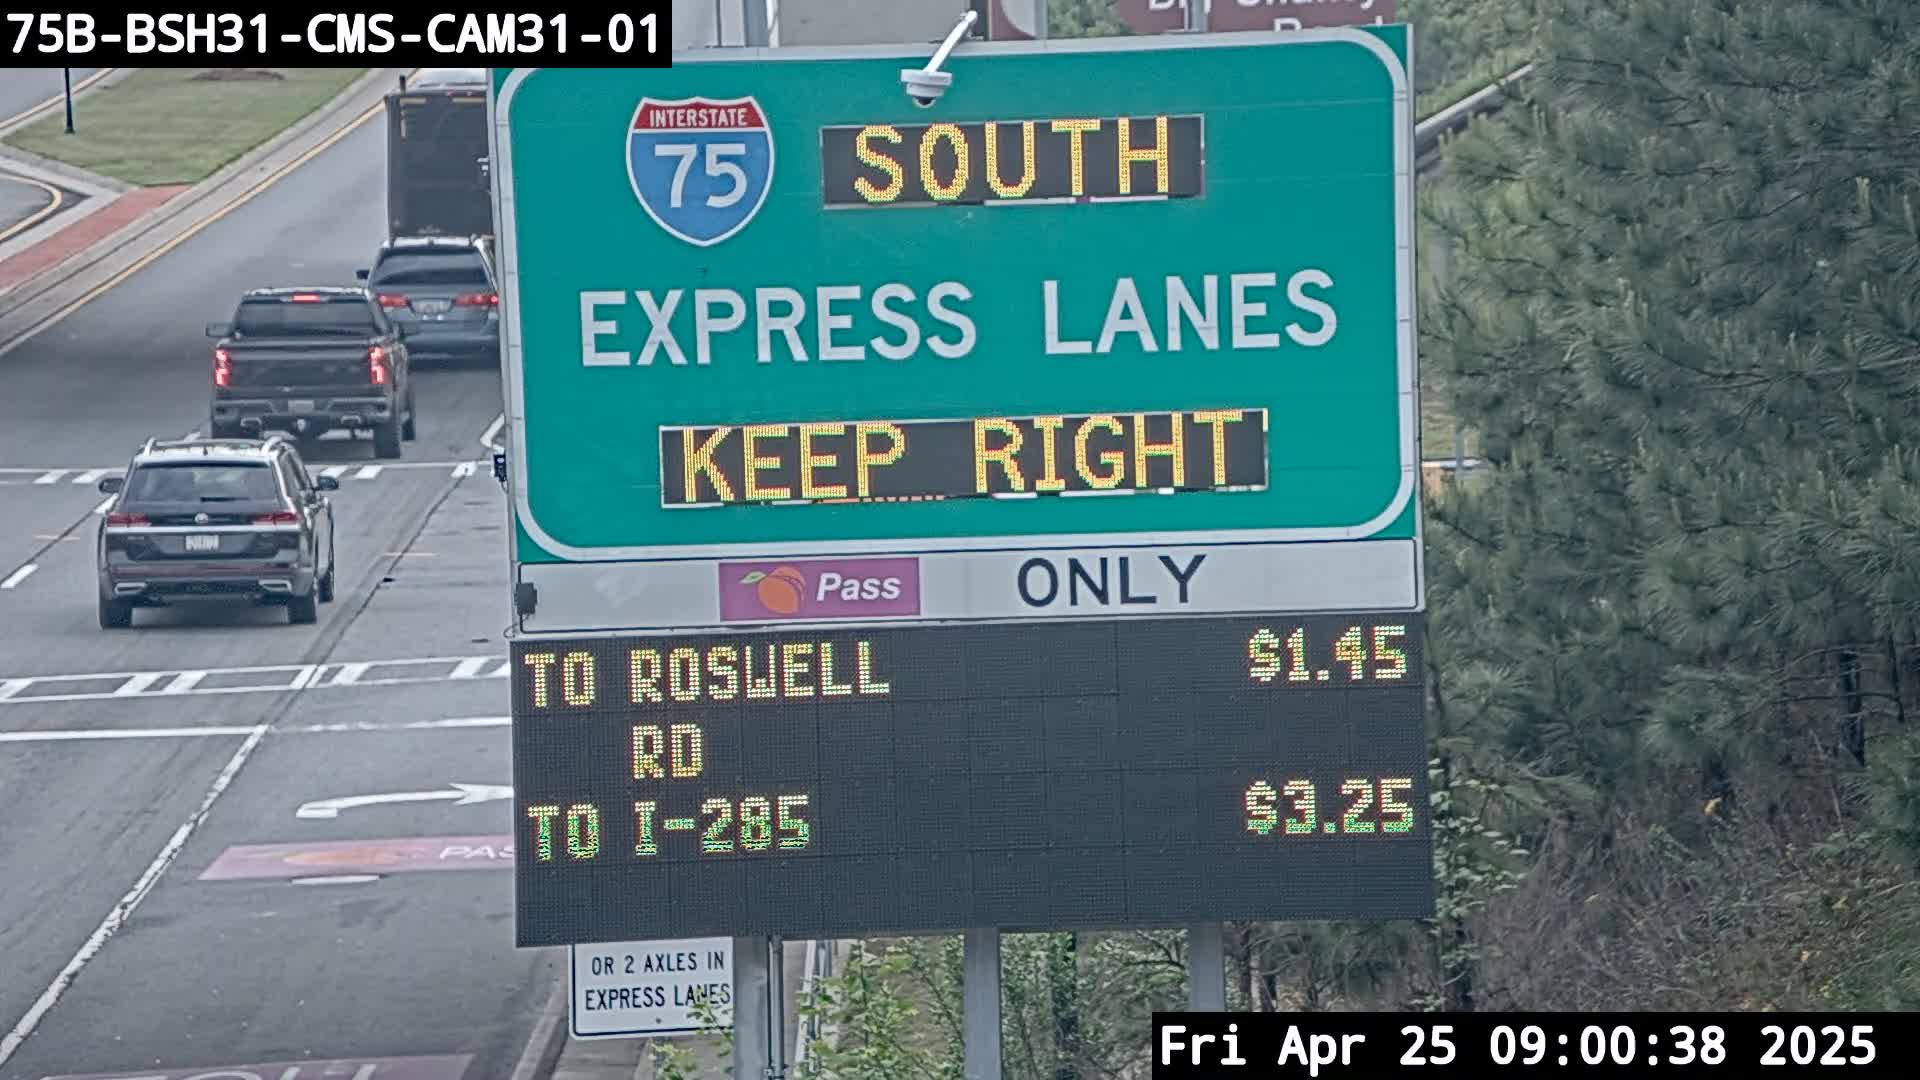 75B-BSH31-CMS-CAM31-01
INTERSTATE
75
SOUTH
EXPRESS LANES
KEEP RIGHT
Pass ONLY
TO ROSWELL $1.45
RD
TO I-285 $3.25
OR 2 AXLES IN
EXPRESS LANES
Fri Apr 25 09:00:38 2025